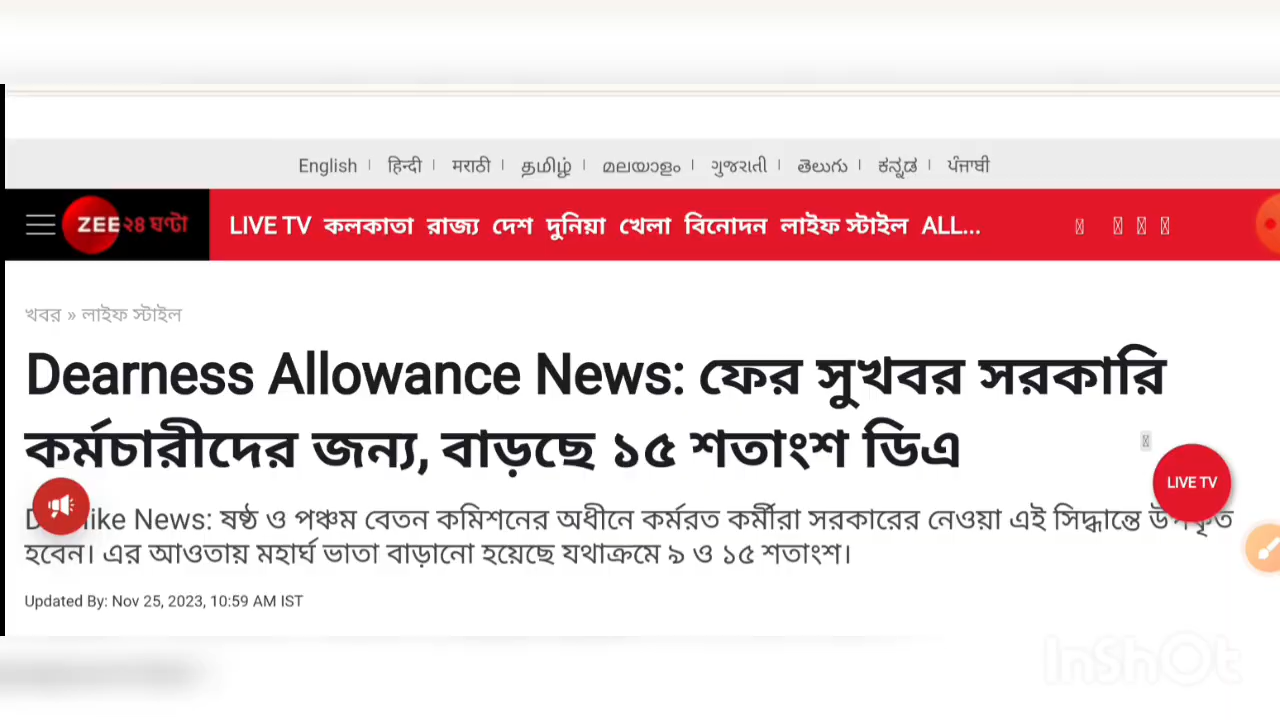 English | हिन्दी | मराठी | தமிழ் | മലയാളം | ગુજરાતી | తెలుగు | ಕನ್ನಡ | ਪੰਜਾਬੀ
ZEE ২৪ ঘণ্টা LIVE TV কলকাতা রাজ্য দেশ দুনিয়া খেলা বিনোদন লাইফ স্টাইল ALL...
খবর » লাইফ স্টাইল
Dearness Allowance News: ফের সুখবর সরকারি
কর্মচারীদের জন্য, বাড়ছে ১৫ শতাংশ ডিএ
LIVE TV
ike News: ষষ্ঠ ও পঞ্চম বেতন কমিশনের অধীনে কর্মরত কর্মীরা সরকারের নেওয়া এই সিদ্ধান্তে উপকৃত
হবেন। এর আওতায় মহার্ঘ ভাতা বাড়ানো হয়েছে যথাক্রমে ৯ ও ১৫ শতাংশ।
Updated By: Nov 25, 2023, 10:59 AM IST
InShOt